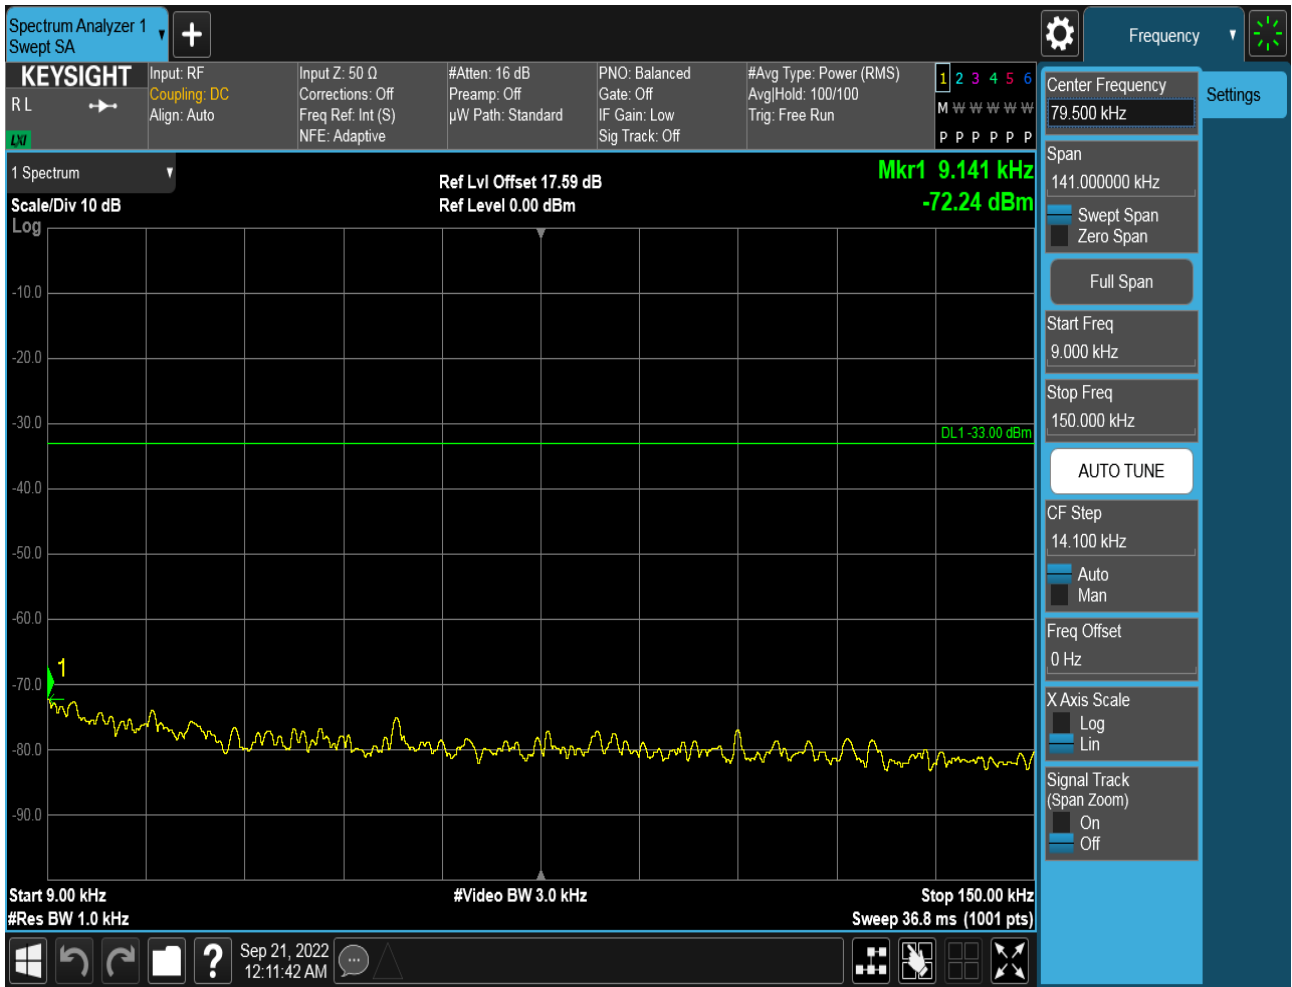 Spectrum Analyzer 1
Swept SA
Frequency
KEYSIGHT
R L
LXI
Input: RF
Coupling: DC
Align: Auto
Input Z: 50 Ω
Corrections: Off
Freq Ref: Int (S)
NFE: Adaptive
#Atten: 16 dB
Preamp: Off
µW Path: Standard
PNO: Balanced
Gate: Off
IF Gain: Low
Sig Track: Off
#Avg Type: Power (RMS)
Avg|Hold: 100/100
Trig: Free Run
1 2 3 4 5 6
M W W W W W
P P P P P P
1 Spectrum
Scale/Div 10 dB
Log
Ref Lvl Offset 17.59 dB
Ref Level 0.00 dBm
Mkr1 9.141 kHz
-72.24 dBm
-10.0
-20.0
-30.0
DL1 -33.00 dBm
-40.0
-50.0
-60.0
1
-70.0
-80.0
-90.0
Start 9.00 kHz
#Res BW 1.0 kHz
#Video BW 3.0 kHz
Stop 150.00 kHz
Sweep 36.8 ms (1001 pts)
?
Sep 21, 2022
12:11:42 AM
Center Frequency
79.500 kHz
Settings
Span
141.000000 kHz
Swept Span
Zero Span
Full Span
Start Freq
9.000 kHz
Stop Freq
150.000 kHz
AUTO TUNE
CF Step
14.100 kHz
Auto
Man
Freq Offset
0 Hz
X Axis Scale
Log
Lin
Signal Track
(Span Zoom)
On
Off